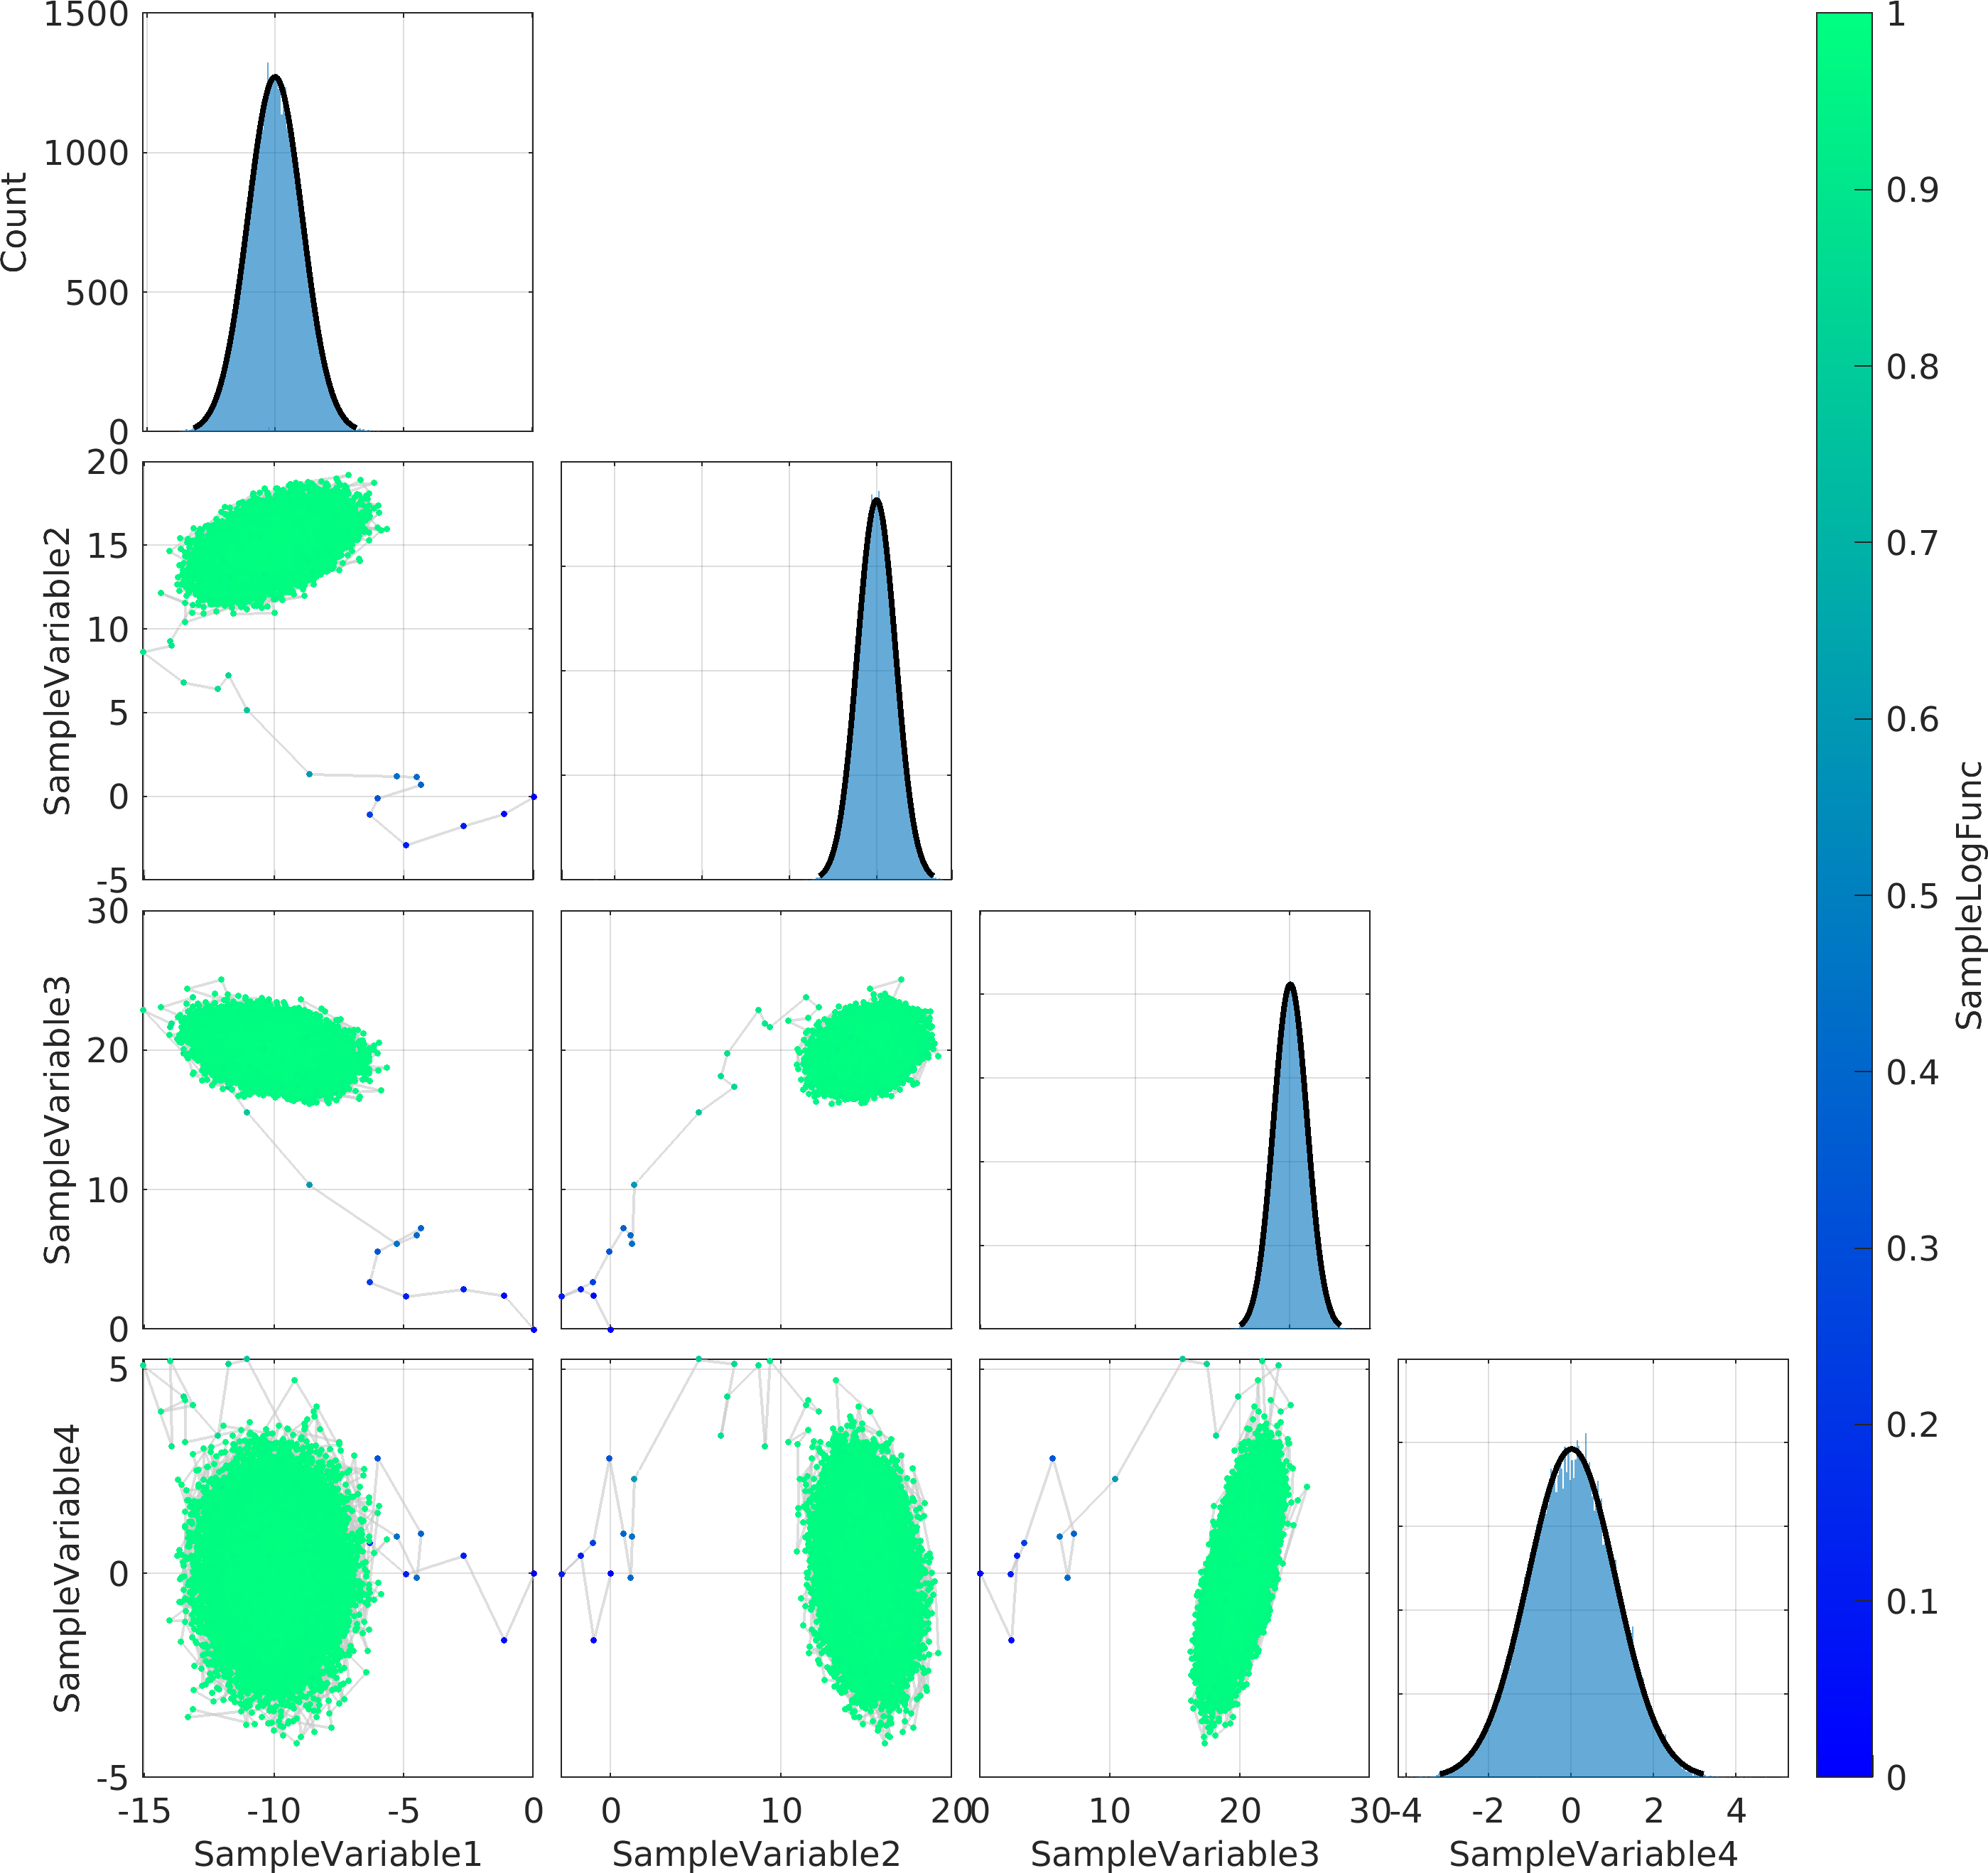 1500
1000
500
0
Count
20
15
10
5
0
-5
SampleVariable2
30
20
10
0
SampleVariable3
5
0
-5
SampleVariable4
-15 -10 -5 0
SampleVariable1
0 10 20
SampleVariable2
0 10 20 30
SampleVariable3
-4 -2 0 2 4
SampleVariable4
1
0.9
0.8
0.7
0.6
0.5
0.4
0.3
0.2
0.1
0
SampleLogFunc